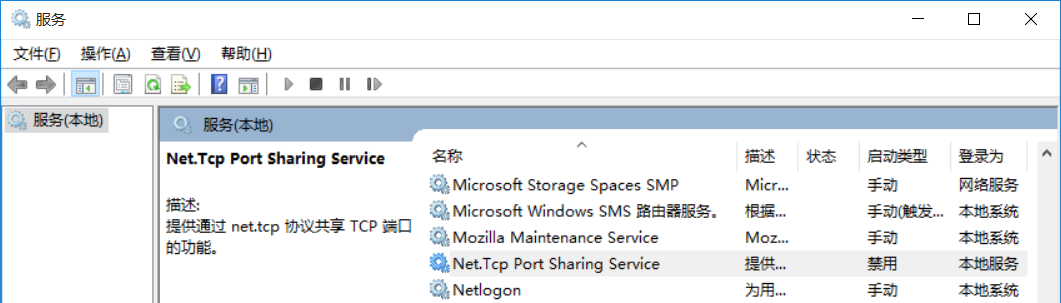 服务
文件(F) 操作(A) 查看(V) 帮助(H)
服务(本地)
服务(本地)
Net.Tcp Port Sharing Service
描述:
提供通过 net.tcp 协议共享 TCP 端口
的功能。
名称 描述 状态 启动类型 登录为
Microsoft Storage Spaces SMP Micr... 手动 网络服务
Microsoft Windows SMS 路由器服务。 根据... 手动(触发... 本地系统
Mozilla Maintenance Service Moz... 手动 本地系统
Net.Tcp Port Sharing Service 提供... 禁用 本地服务
Netlogon 为用... 手动 本地系统